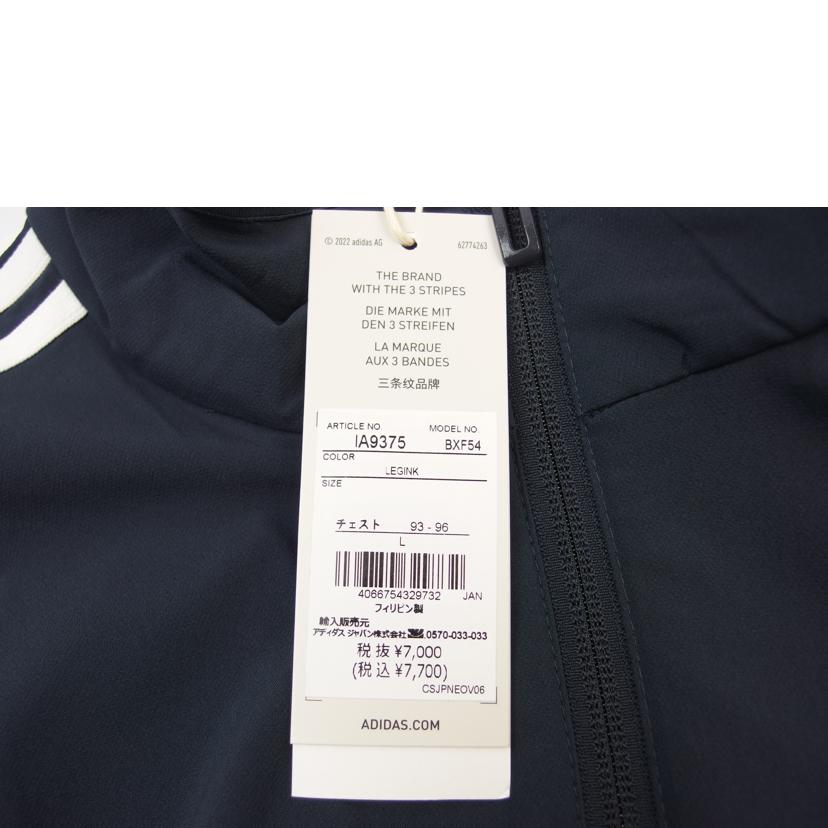 © 2022 adidas AG 62774263
THE BRAND
WITH THE 3 STRIPES
DIE MARKE MIT
DEN 3 STREIFEN
LA MARQUE
AUX 3 BANDES
三条纹品牌
ARTICLE NO. MODEL NO.
IA9375 BXF54
COLOR
LEGINK
SIZE
チェスト 93 - 96
L
4066754329732 JAN
フィリピン製
輸入販売元
アディダス ジャパン株式会社 0570-033-033
税 抜 ¥7,000
(税 込 ¥7,700)
CSJPNEOV06
ADIDAS.COM